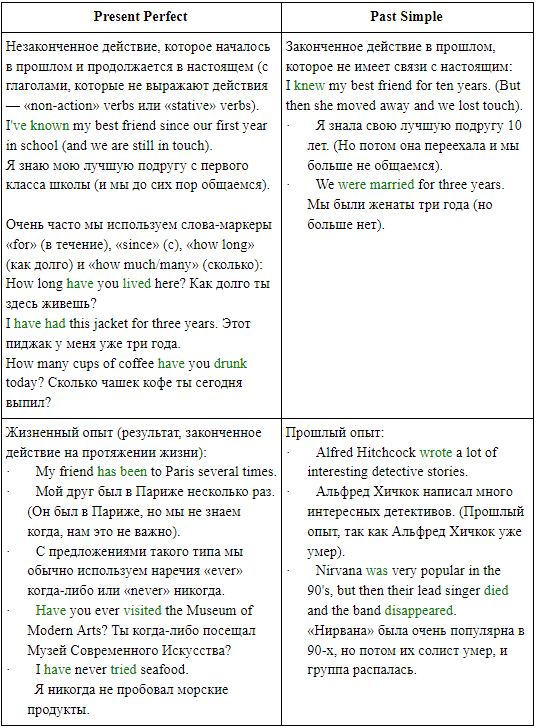 Present Perfect
Past Simple
Незаконченное действие, которое началось
в прошлом и продолжается в настоящем (с
глаголами, которые не выражают действия
— «non-action» verbs или «stative» verbs).
I've known my best friend since our first year
in school (and we are still in touch).
Я знаю мою лучшую подругу с первого
класса школы (и мы до сих пор общаемся).
Очень часто мы используем слова-маркеры
«for» (в течение), «since» (с), «how long»
(как долго) и «how much/many» (сколько):
How long have you lived here? Как долго ты
здесь живешь?
I have had this jacket for three years. Этот
пиджак у меня уже три года.
How many cups of coffee have you drunk
today? Сколько чашек кофе ты сегодня
выпил?
Законченное действие в прошлом,
которое не имеет связи с настоящим:
I knew my best friend for ten years. (But
then she moved away and we lost touch).
· Я знала свою лучшую подругу 10
лет. (Но потом она переехала и мы
больше не общаемся).
· We were married for three years.
Мы были женаты три года (но
больше нет).
Жизненный опыт (результат, законченное
действие на протяжении жизни):
· My friend has been to Paris several times.
· Мой друг был в Париже несколько раз.
(Он был в Париже, но мы не знаем
когда, нам это не важно).
· С предложениями такого типа мы
обычно используем наречия «ever»
когда-либо или «never» никогда.
· Have you ever visited the Museum of
Modern Arts? Ты когда-либо посещал
Музей Современного Искусства?
· I have never tried seafood.
Я никогда не пробовал морские
продукты.
Прошлый опыт:
· Alfred Hitchcock wrote a lot of
interesting detective stories.
· Альфред Хичкок написал много
интересных детективов. (Прошлый
опыт, так как Альфред Хичкок уже
умер).
· Nirvana was very popular in the
90's, but then their lead singer died
and the band disappeared.
«Нирвана» была очень популярна в
90-х, но потом их солист умер, и
группа распалась.